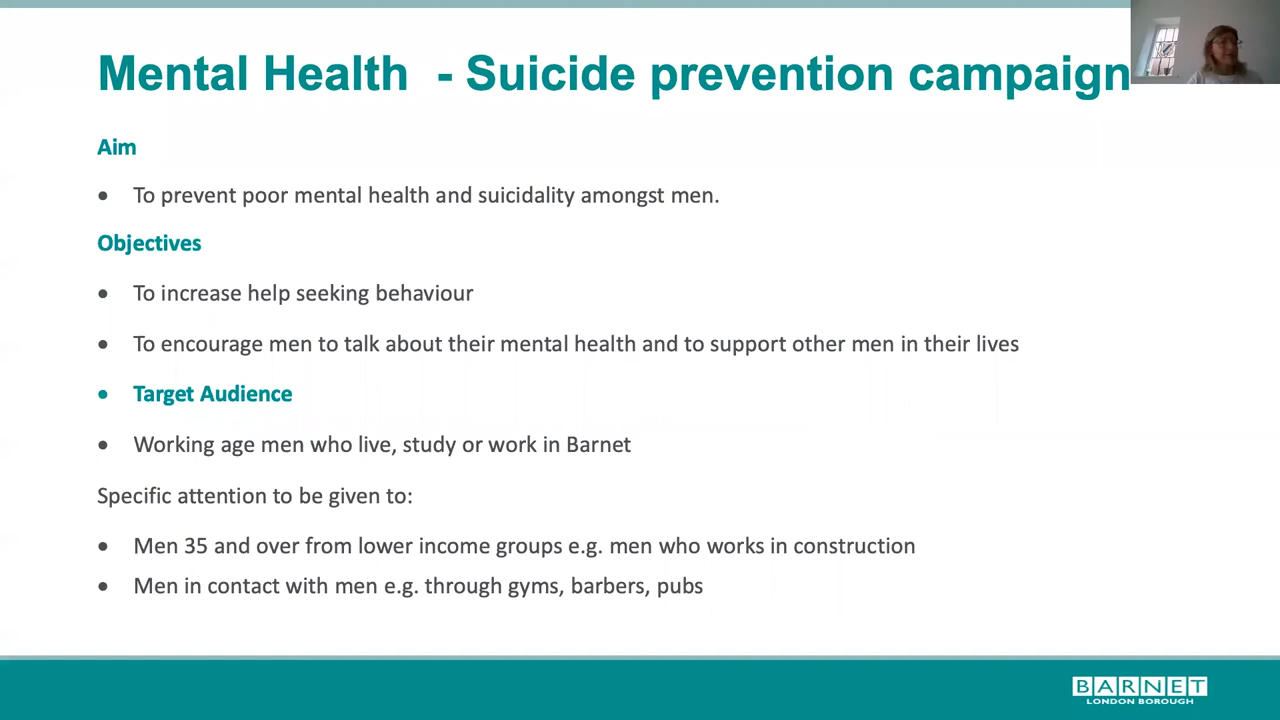 Mental Health - Suicide prevention campaign
Aim
• To prevent poor mental health and suicidality amongst men.
Objectives
• To increase help seeking behaviour
• To encourage men to talk about their mental health and to support other men in their lives
• Target Audience
• Working age men who live, study or work in Barnet
Specific attention to be given to:
• Men 35 and over from lower income groups e.g. men who works in construction
• Men in contact with men e.g. through gyms, barbers, pubs
BARNET
LONDON BOROUGH